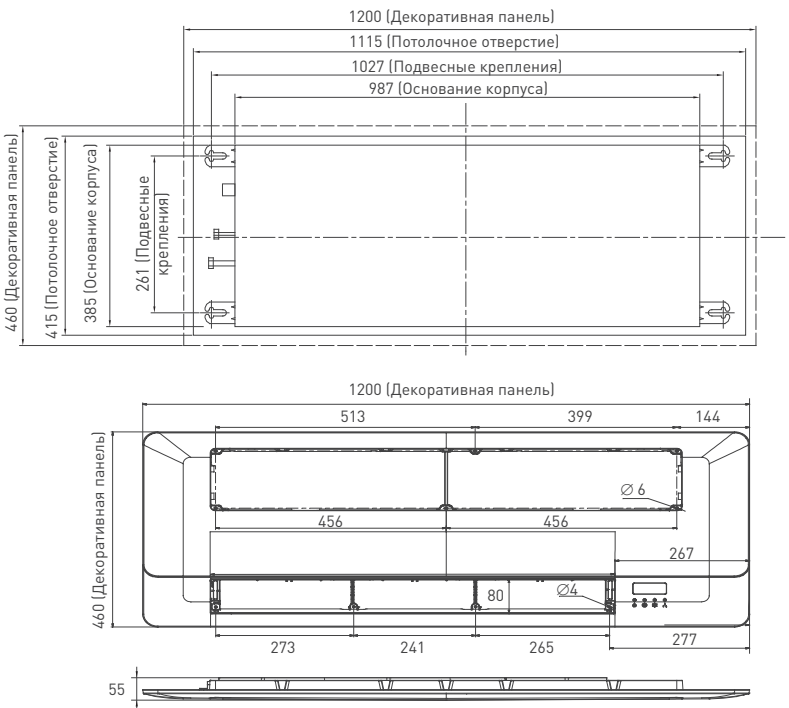 1200 (Декоративная панель)
1115 (Потолочное отверстие)
1027 (Подвесные крепления)
987 (Основание корпуса)
460 (Декоративная панель)
415 (Потолочное отверстие)
385 (Основание корпуса)
261 (Подвесные
крепления)
1200 (Декоративная панель)
513
399
144
460 (Декоративная панель)
∅ 6
456
456
267
80
∅4
273
241
265
277
55